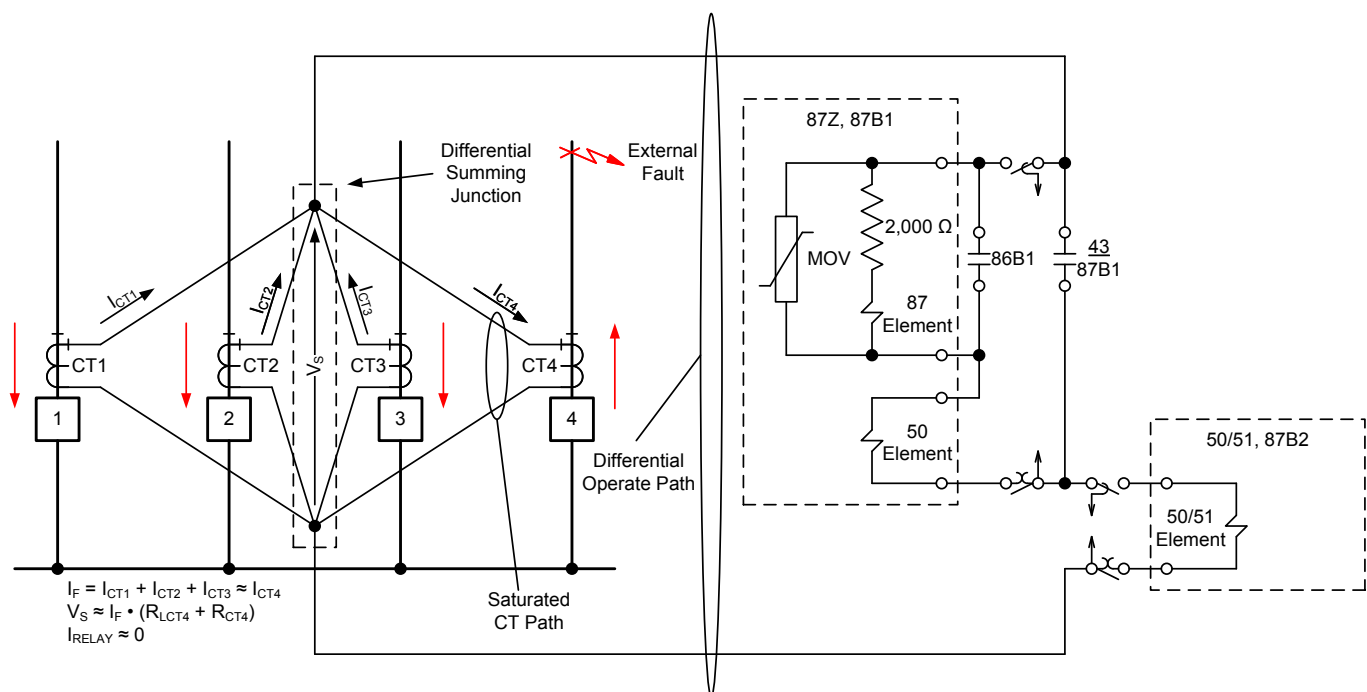 Differential
Summing
Junction
External
Fault
87Z, 87B1
2,000 Ω
MOV
87
Element
86B1
43
87B1
I_CT1
I_CT2
I_CT3
I_CT4
V_S
CT1
CT2
CT3
CT4
1
2
3
4
50
Element
Differential
Operate Path
50/51, 87B2
50/51
Element
Saturated
CT Path
I_F = I_CT1 + I_CT2 + I_CT3 ≈ I_CT4
V_S ≈ I_F • (R_LCT4 + R_CT4)
I_RELAY ≈ 0